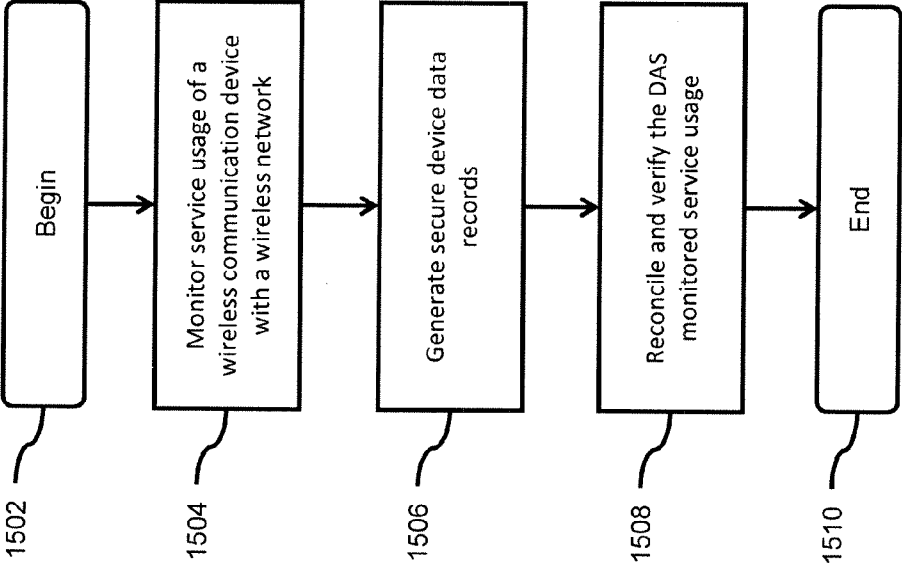 1502
Begin
1504
Monitor service usage of a
wireless communication device
with a wireless network
1506
Generate secure device data
records
1508
Reconcile and verify the DAS
monitored service usage
1510
End